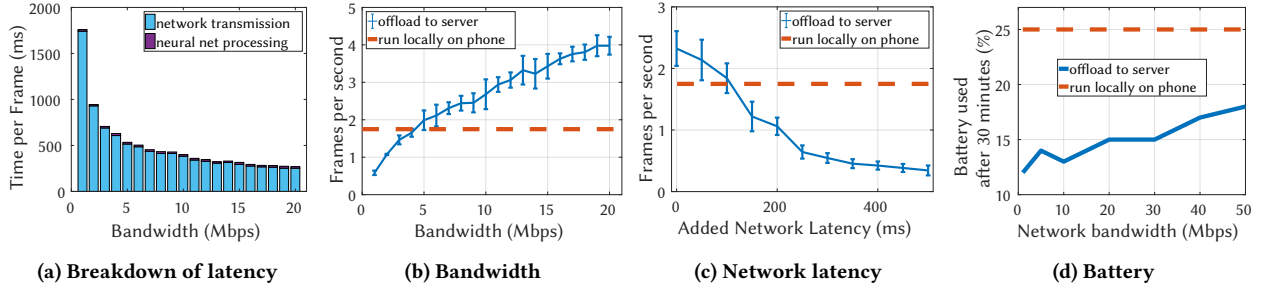 2000
1500
1000
500
0
Time per Frame (ms)
network transmission
neural net processing
0 5 10 15 20
Bandwidth (Mbps)
(a) Breakdown of latency
5
4
3
2
1
0
Frames per second
offload to server
run locally on phone
0 5 10 15 20
Bandwidth (Mbps)
(b) Bandwidth
3
2
1
0
Frames per second
offload to server
run locally on phone
0 200 400
Added Network Latency (ms)
(c) Network latency
25
20
15
10
Battery used
after 30 minutes (%)
offload to server
run locally on phone
0 10 20 30 40 50
Network bandwidth (Mbps)
(d) Battery